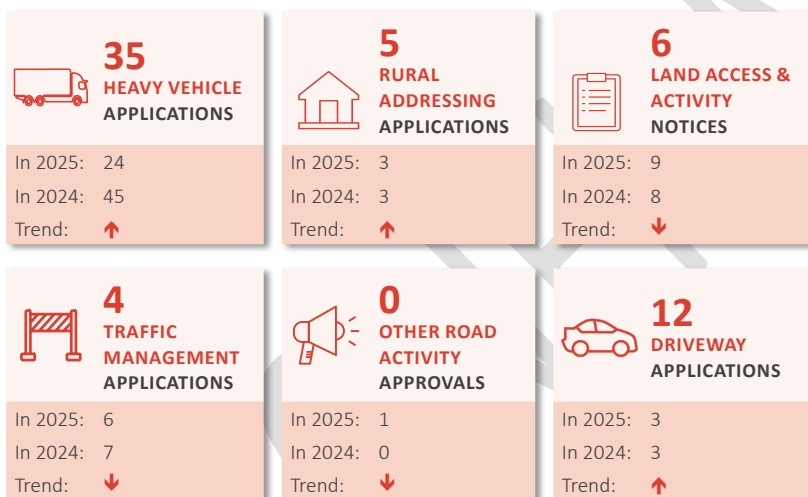 35
HEAVY VEHICLE
APPLICATIONS
In 2025: 24
In 2024: 45
Trend: ↑
5
RURAL
ADDRESSING
APPLICATIONS
In 2025: 3
In 2024: 3
Trend: ↑
6
LAND ACCESS &
ACTIVITY
NOTICES
In 2025: 9
In 2024: 8
Trend: ↓
4
TRAFFIC
MANAGEMENT
APPLICATIONS
In 2025: 6
In 2024: 7
Trend: ↓
0
OTHER ROAD
ACTIVITY
APPROVALS
In 2025: 1
In 2024: 0
Trend: ↓
12
DRIVEWAY
APPLICATIONS
In 2025: 3
In 2024: 3
Trend: ↑